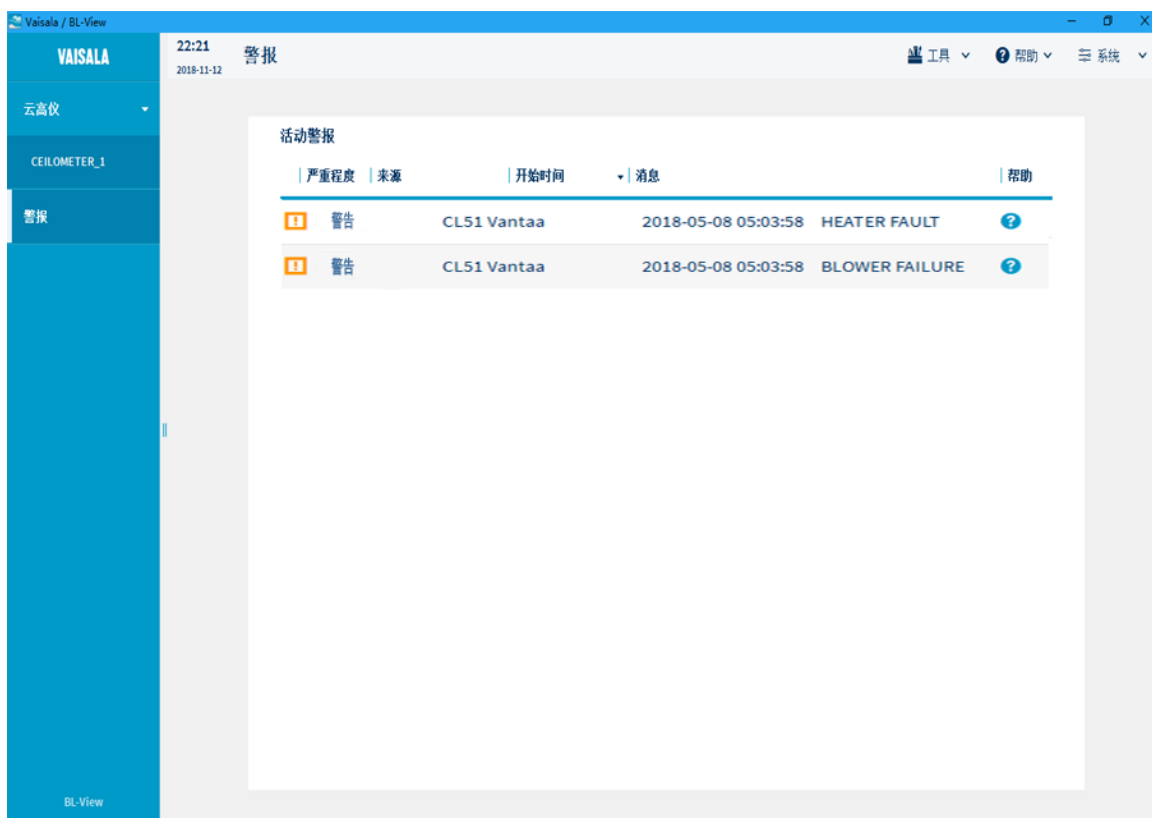 Vaisala / BL-View
VAISALA
22:21
2018-11-12
警报
工具
帮助
系统
云高仪
CEILOMETER_1
警报
活动警报
严重程度 来源 开始时间 消息 帮助
警告 CL51 Vantaa 2018-05-08 05:03:58 HEATER FAULT
警告 CL51 Vantaa 2018-05-08 05:03:58 BLOWER FAILURE
BL-View